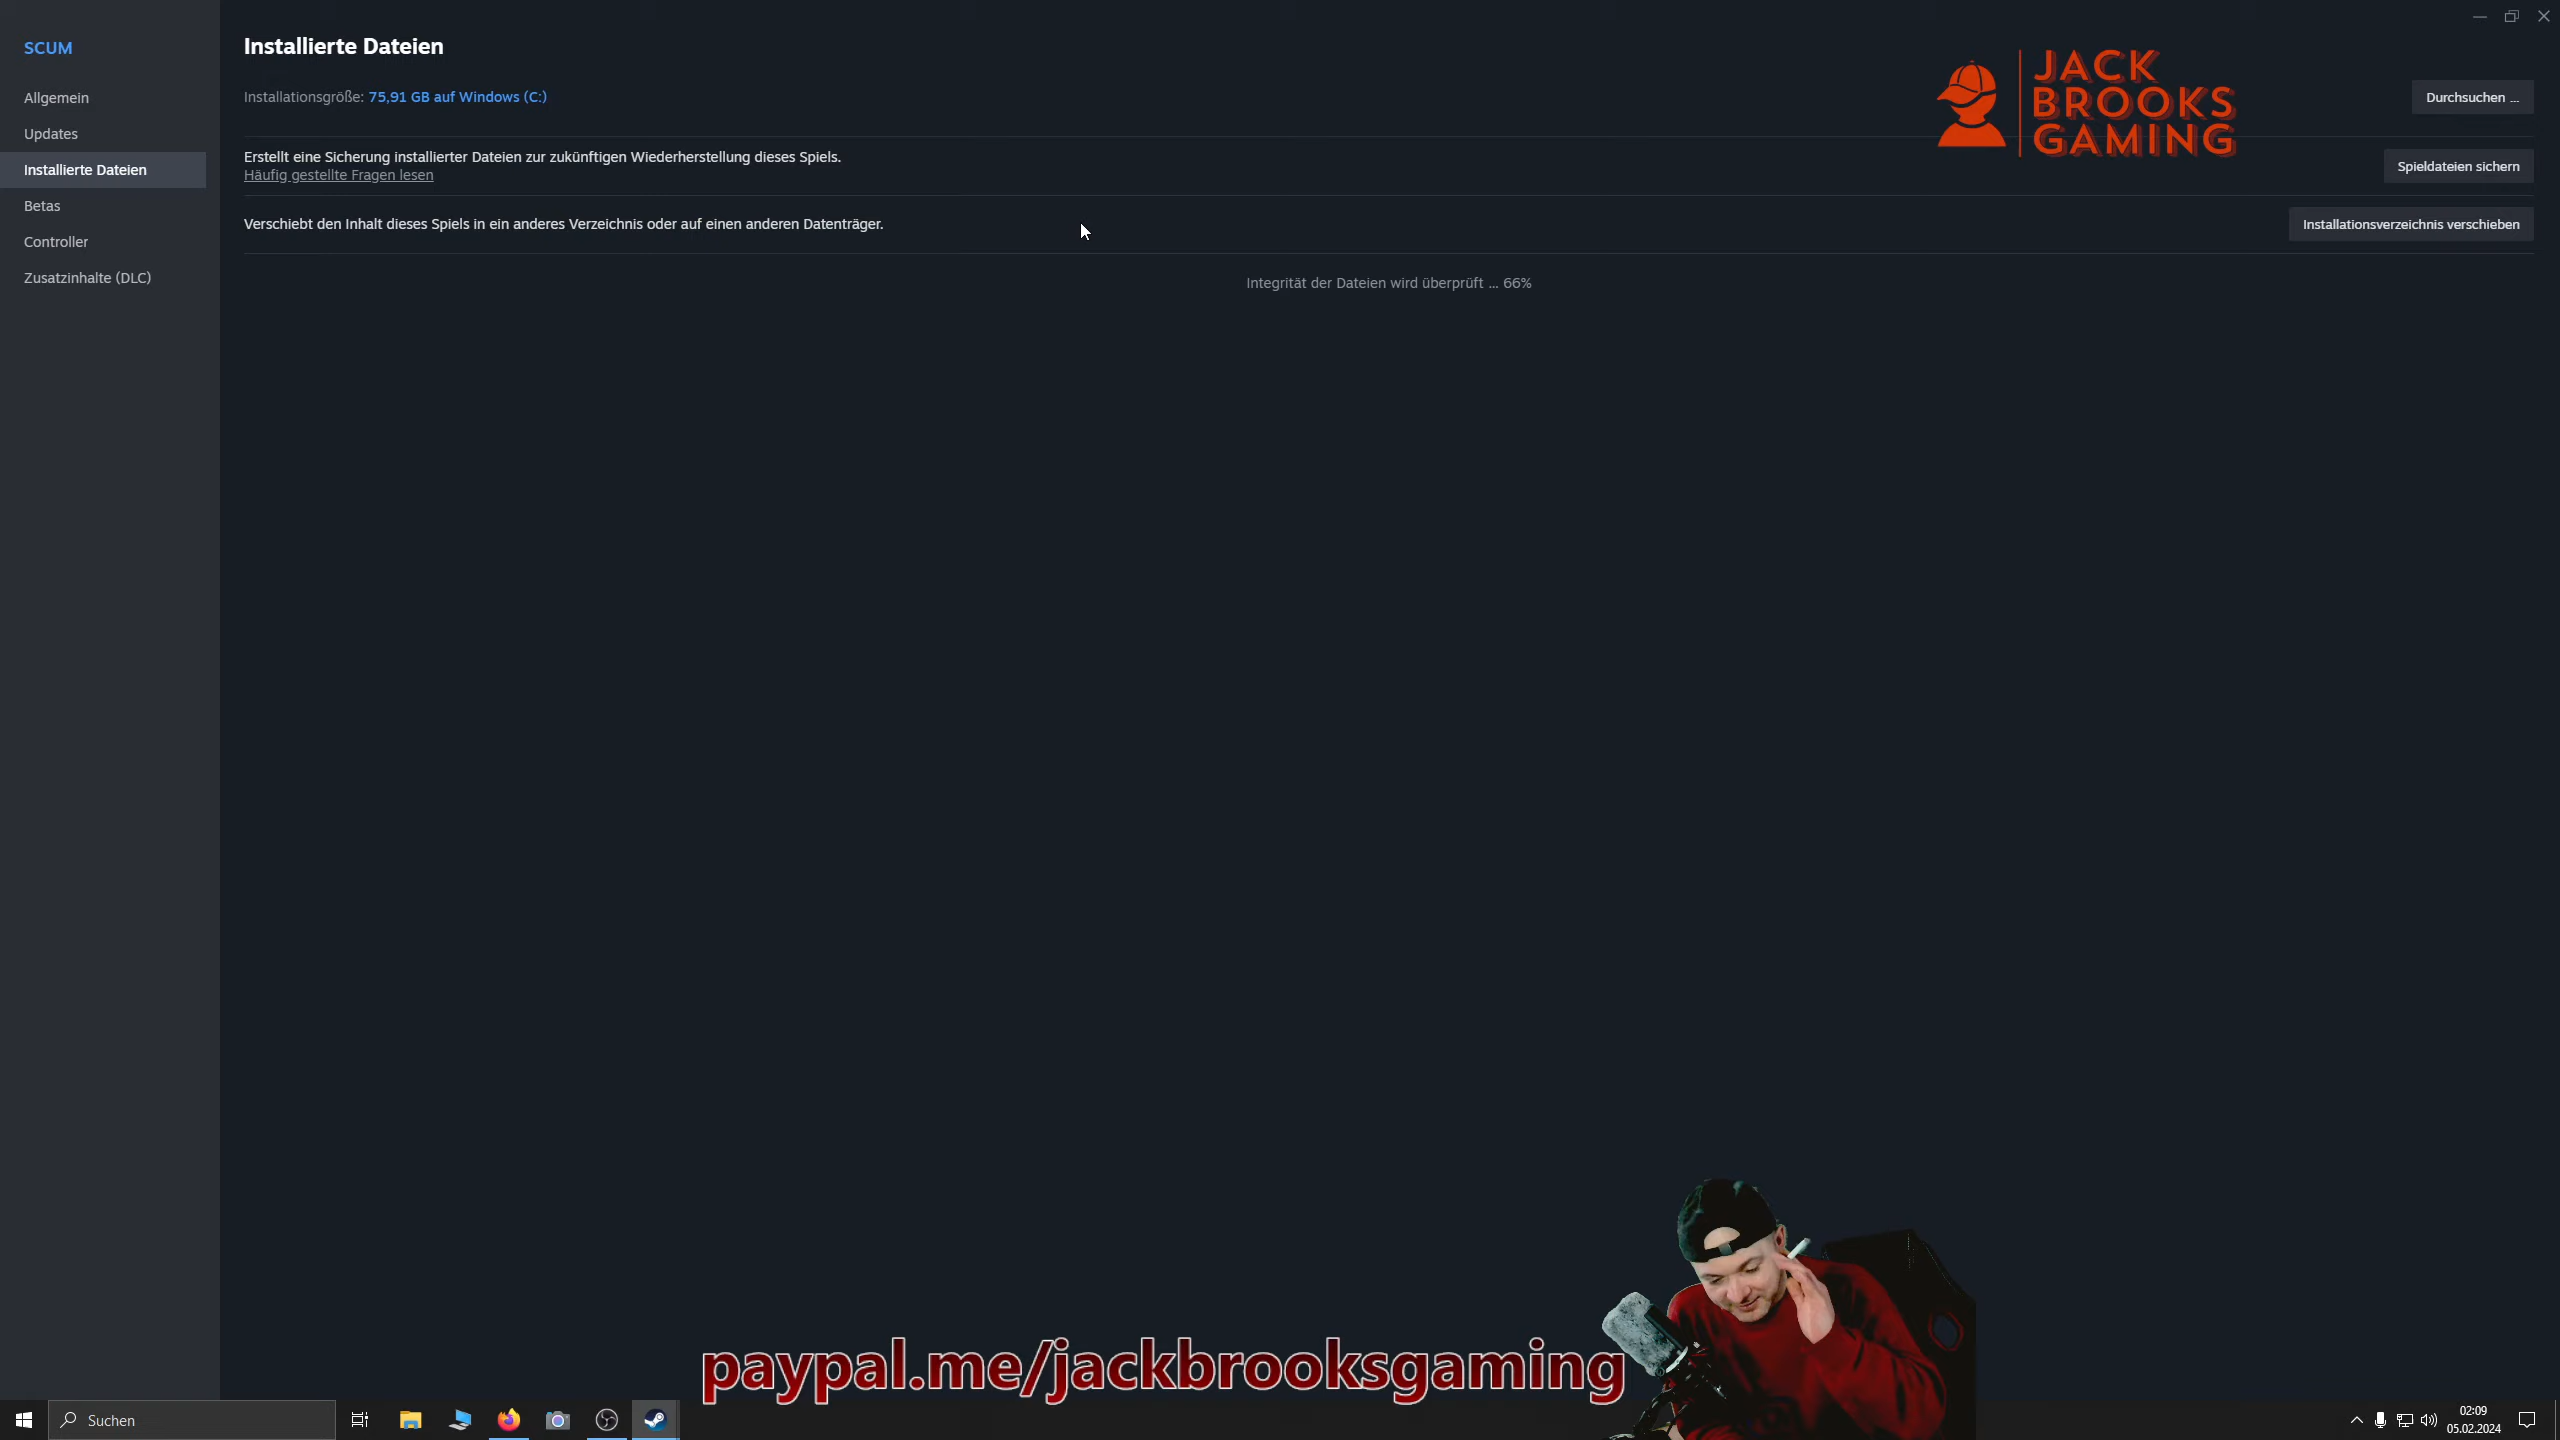 SCUM
Allgemein
Updates
Installierte Dateien
Betas
Controller
Zusatzinhalte (DLC)
Installierte Dateien
Installationsgröße: 75,91 GB auf Windows (C:)
Durchsuchen ...
Erstellt eine Sicherung installierter Dateien zur zukünftigen Wiederherstellung dieses Spiels.
Häufig gestellte Fragen lesen
Spieldateien sichern
Verschiebt den Inhalt dieses Spiels in ein anderes Verzeichnis oder auf einen anderen Datenträger.
Installationsverzeichnis verschieben
Integrität der Dateien wird überprüft ... 66%
JACK
BROOKS
GAMING
paypal.me/jackbrooksgaming
Suchen
02:09
05.02.2024